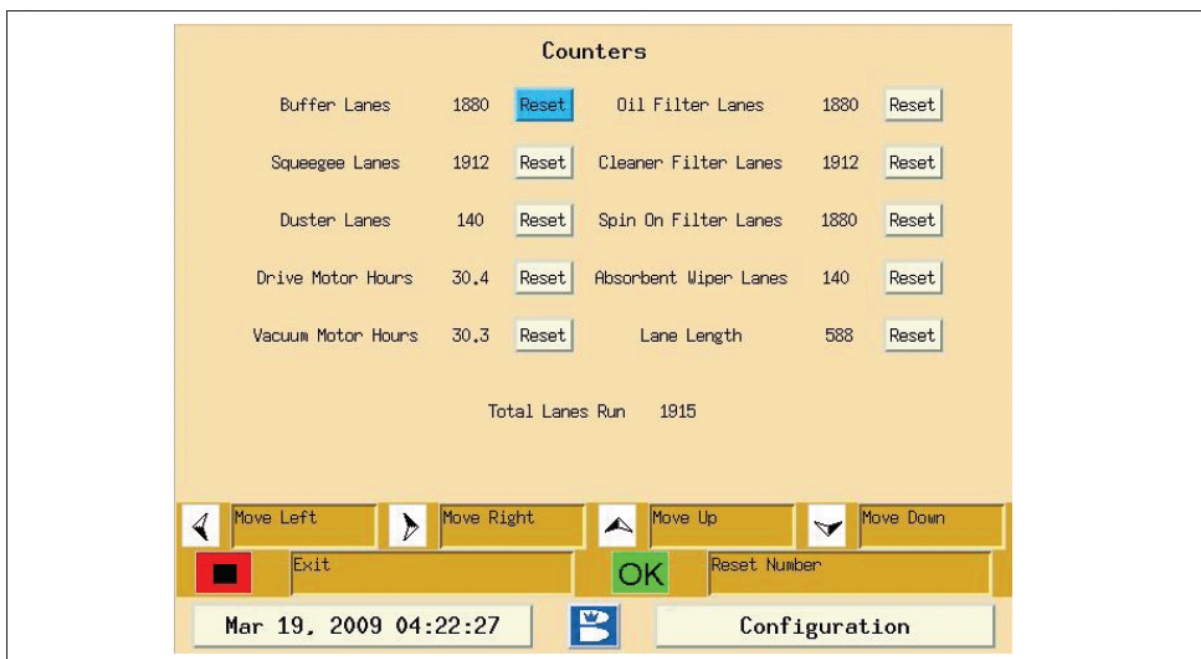 Counters
Buffer Lanes 1880 Reset Oil Filter Lanes 1880 Reset
Squeegee Lanes 1912 Reset Cleaner Filter Lanes 1912 Reset
Duster Lanes 140 Reset Spin On Filter Lanes 1880 Reset
Drive Motor Hours 30.4 Reset Absorbent Wiper Lanes 140 Reset
Vacuum Motor Hours 30.3 Reset Lane Length 588 Reset
Total Lanes Run 1915
Move Left Move Right Move Up Move Down
Exit OK Reset Number
Mar 19, 2009 04:22:27 B Configuration